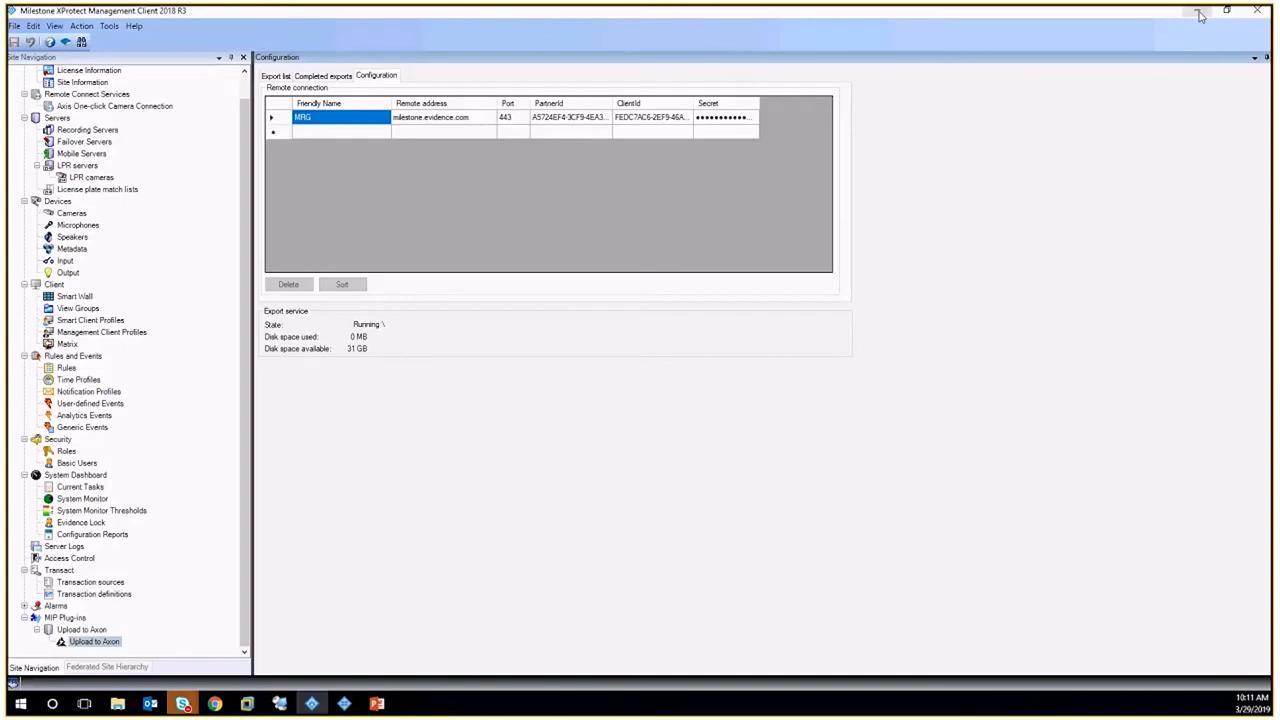 Milestone XProtect Management Client 2018 R3
File Edit View Action Tools Help
Site Navigation
License Information
Site Information
Remote Connect Services
Axis One-click Camera Connection
Servers
Recording Servers
Failover Servers
Mobile Servers
LPR servers
LPR cameras
License plate match lists
Devices
Cameras
Microphones
Speakers
Metadata
Input
Output
Client
Smart Wall
View Groups
Smart Client Profiles
Management Client Profiles
Matrix
Rules and Events
Rules
Time Profiles
Notification Profiles
User-defined Events
Analytics Events
Generic Events
Security
Roles
Basic Users
System Dashboard
Current Tasks
System Monitor
System Monitor Thresholds
Evidence Lock
Configuration Reports
Server Logs
Access Control
Transact
Transaction sources
Transaction definitions
Alarms
MIP Plug-ins
Upload to Axon
Upload to Axon
Site Navigation Federated Site Hierarchy
Configuration
Export list Completed exports Configuration
Remote connection
Friendly Name Remote address Port PartnerId ClientId Secret
MRG milestone.evidence.com 443 A5724EF4-3CF9-4EA3... FEDC7AC6-2EF9-46A... ●●●●●●●●●●●...
Delete Sort
Export service
State: Running \
Disk space used: 0 MB
Disk space available: 31 GB
10:11 AM
3/29/2019